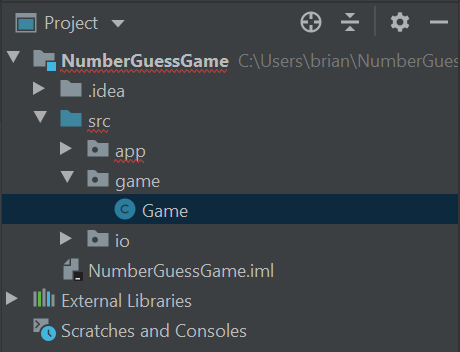 Project
NumberGuessGame C:\Users\brian\NumberGues
.idea
src
app
game
C Game
io
NumberGuessGame.iml
External Libraries
Scratches and Consoles